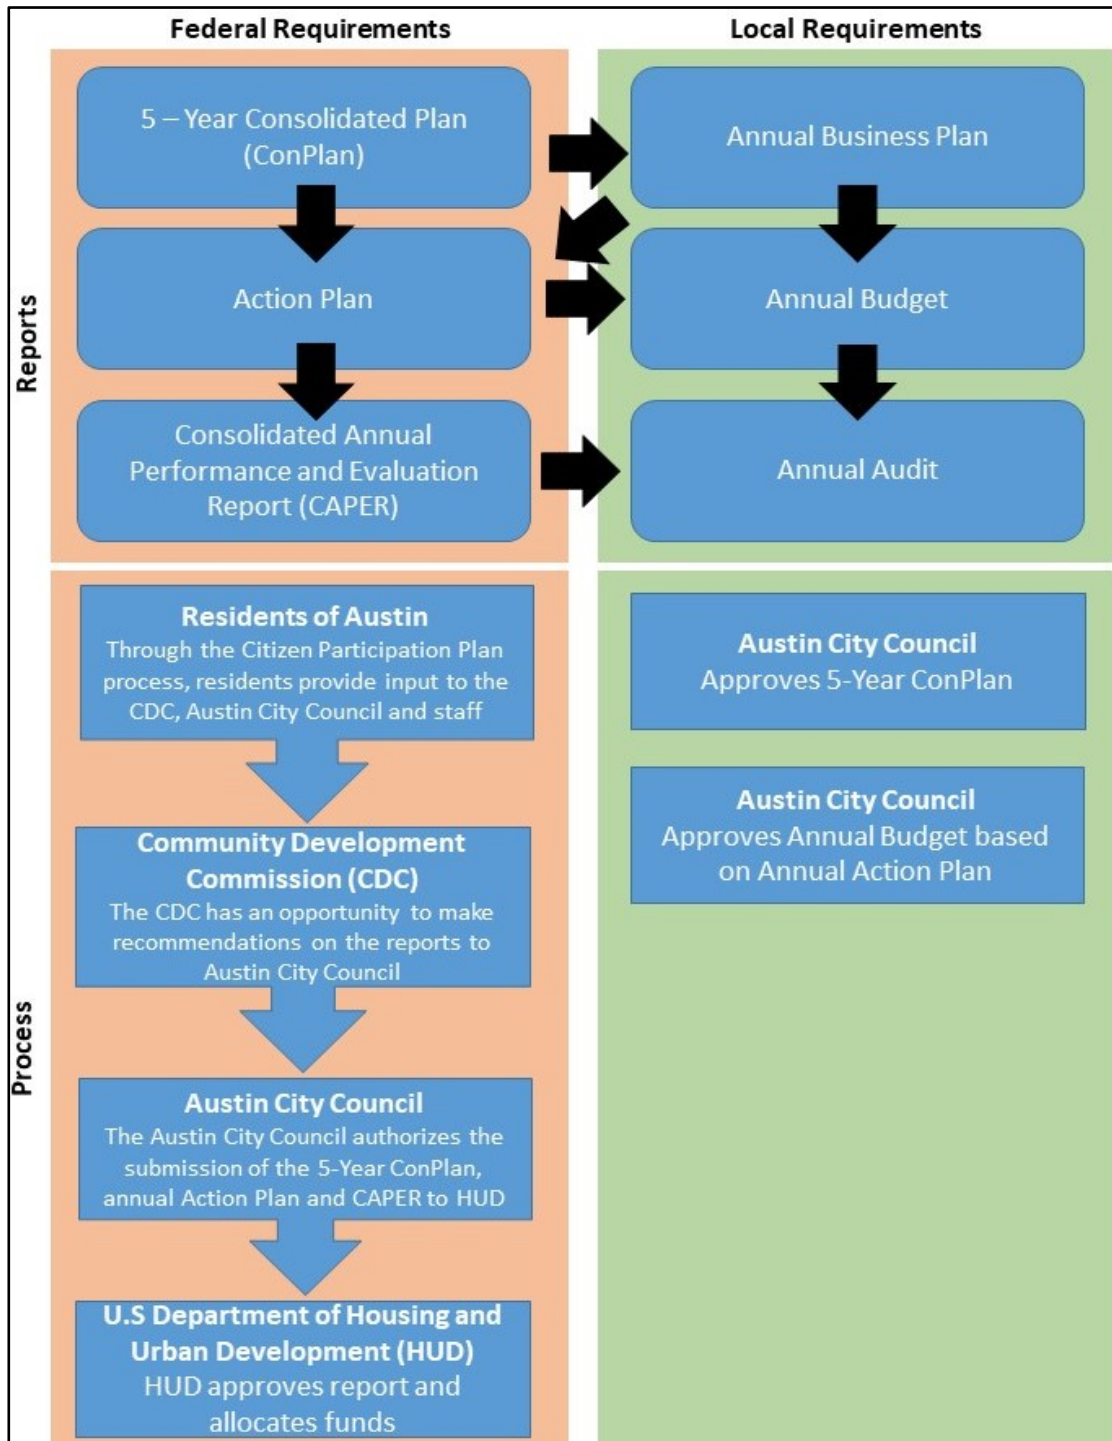 Federal Requirements
Local Requirements
Reports
5 – Year Consolidated Plan
(ConPlan)
Annual Business Plan
Action Plan
Annual Budget
Consolidated Annual
Performance and Evaluation
Report (CAPER)
Annual Audit
Process
Residents of Austin
Through the Citizen Participation Plan
process, residents provide input to the
CDC, Austin City Council and staff
Community Development
Commission (CDC)
The CDC has an opportunity to make
recommendations on the reports to
Austin City Council
Austin City Council
The Austin City Council authorizes the
submission of the 5-Year ConPlan,
annual Action Plan and CAPER to HUD
U.S Department of Housing and
Urban Development (HUD)
HUD approves report and
allocates funds
Austin City Council
Approves 5-Year ConPlan
Austin City Council
Approves Annual Budget based
on Annual Action Plan